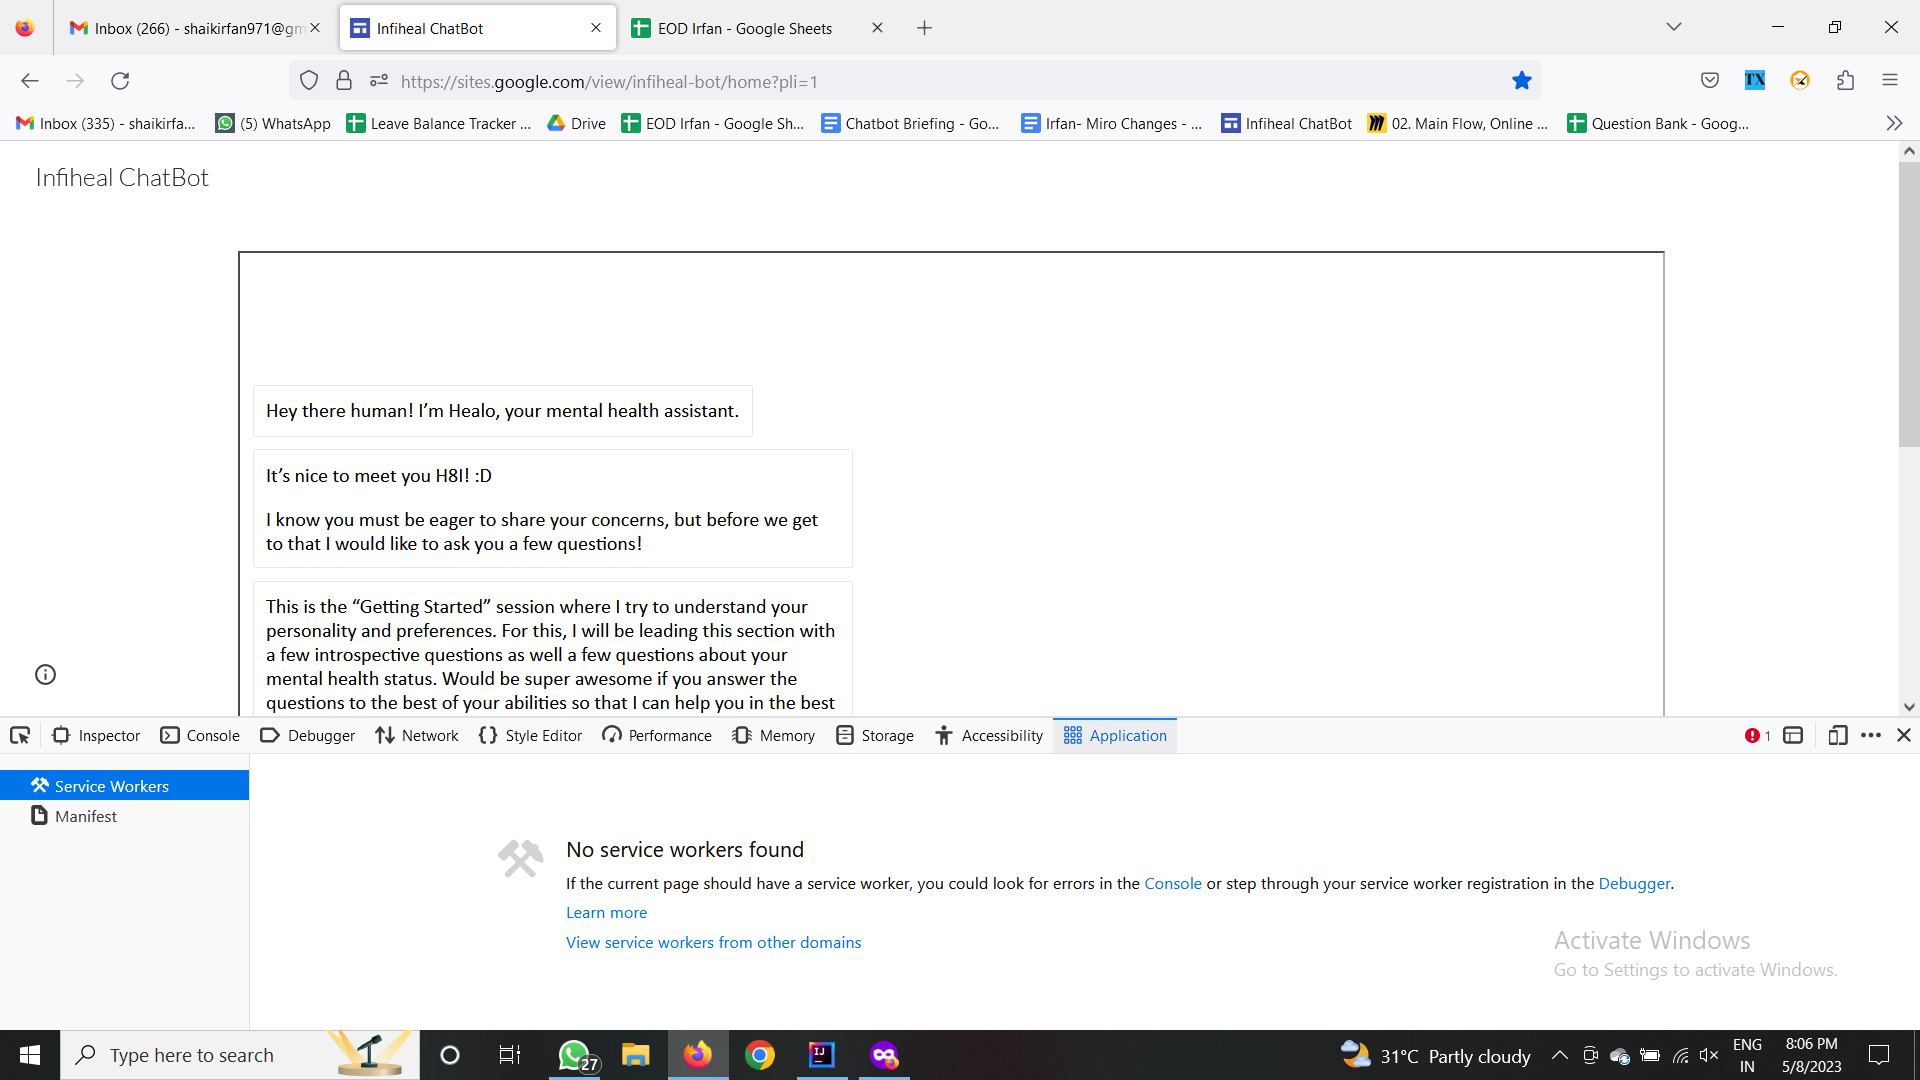 Inbox (266) - shaikirfan971@gm
Infiheal ChatBot
EOD Irfan - Google Sheets
https://sites.google.com/view/infiheal-bot/home?pli=1
TX
Inbox (335) - shaikirfa...
(5) WhatsApp
Leave Balance Tracker ...
Drive
EOD Irfan - Google Sh...
Chatbot Briefing - Go...
Irfan- Miro Changes - ...
Infiheal ChatBot
02. Main Flow, Online ...
Question Bank - Goog...
Infiheal ChatBot
Hey there human! I’m Healo, your mental health assistant.
It’s nice to meet you H8I! :D
I know you must be eager to share your concerns, but before we get
to that I would like to ask you a few questions!
This is the “Getting Started” session where I try to understand your
personality and preferences. For this, I will be leading this section with
a few introspective questions as well a few questions about your
mental health status. Would be super awesome if you answer the
questions to the best of your abilities so that I can help you in the best
Inspector
Console
Debugger
Network
Style Editor
Performance
Memory
Storage
Accessibility
Application
1
Service Workers
Manifest
No service workers found
If the current page should have a service worker, you could look for errors in the Console or step through your service worker registration in the Debugger.
Learn more
View service workers from other domains
Activate Windows
Go to Settings to activate Windows.
Type here to search
27
IJ
31°C Partly cloudy
ENG
IN
8:06 PM
5/8/2023